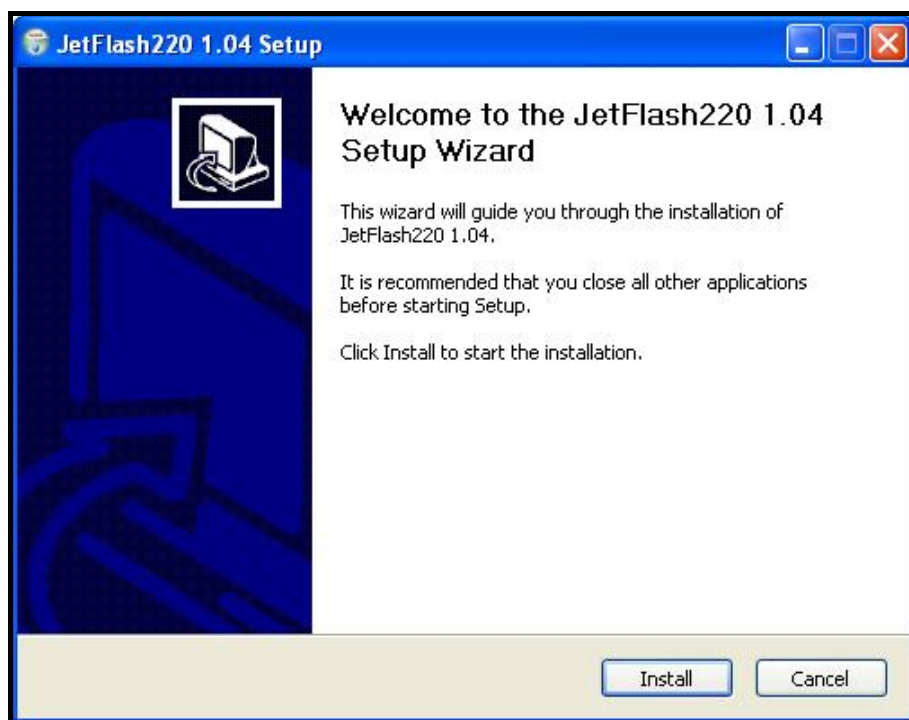 JetFlash220 1.04 Setup
Welcome to the JetFlash220 1.04
Setup Wizard
This wizard will guide you through the installation of
JetFlash220 1.04.
It is recommended that you close all other applications
before starting Setup.
Click Install to start the installation.
Install
Cancel